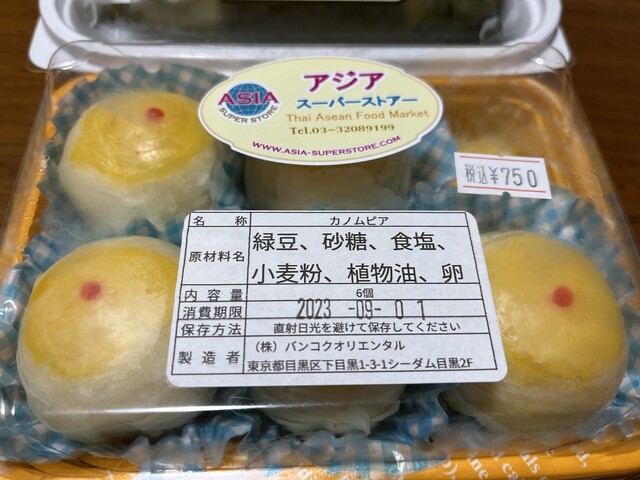 アジア
ASIA
SUPER STORE
スーパーストアー
Thai Asean Food Market
Tel.03-32089199
WWW.ASIA-SUPERSTORE.COM
税込¥750
名 称 カノムピア
原材料名 緑豆、砂糖、食塩、
小麦粉、植物油、卵
内容量 6個
消費期限 2023 -09-01
保存方法 直射日光を避けて保存してください
製造者 (株)バンコクオリエンタル
東京都目黒区下目黒1-3-1シーダム目黒2F